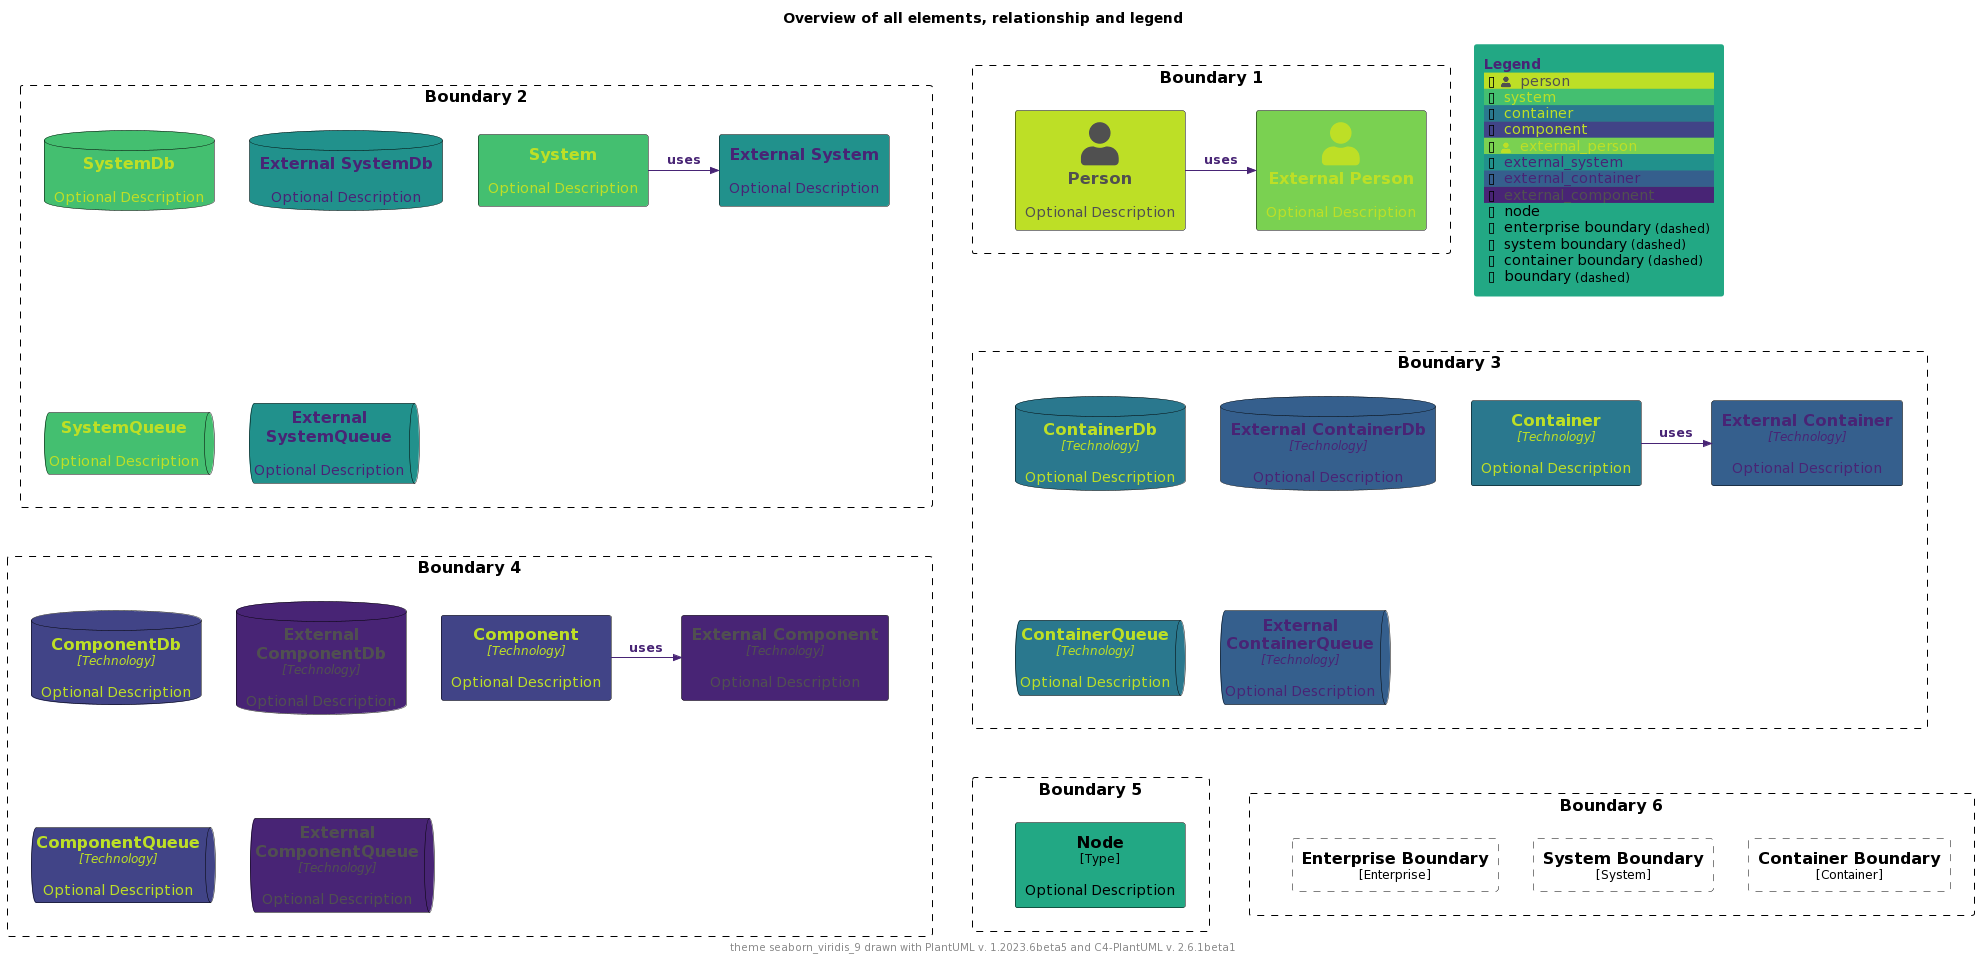 Overview of all elements, relationship and legend
Boundary 2
SystemDb
Optional Description
External SystemDb
Optional Description
System
Optional Description
uses
External System
Optional Description
SystemQueue
Optional Description
External
SystemQueue
Optional Description
Boundary 1
Person
Optional Description
uses
External Person
Optional Description
Legend
person
system
container
component
external_person
external_system
external_container
external_component
node
enterprise boundary (dashed)
system boundary (dashed)
container boundary (dashed)
boundary (dashed)
Boundary 3
ContainerDb
[Technology]
Optional Description
External ContainerDb
[Technology]
Optional Description
Container
[Technology]
Optional Description
uses
External Container
[Technology]
Optional Description
ContainerQueue
[Technology]
Optional Description
External
ContainerQueue
[Technology]
Optional Description
Boundary 4
ComponentDb
[Technology]
Optional Description
External
ComponentDb
[Technology]
Optional Description
Component
[Technology]
Optional Description
uses
External Component
[Technology]
Optional Description
ComponentQueue
[Technology]
Optional Description
External
ComponentQueue
[Technology]
Optional Description
Boundary 5
Node
[Type]
Optional Description
Boundary 6
Enterprise Boundary
[Enterprise]
System Boundary
[System]
Container Boundary
[Container]
theme seaborn_viridis_9 drawn with PlantUML v. 1.2023.6beta5 and C4-PlantUML v. 2.6.1beta1